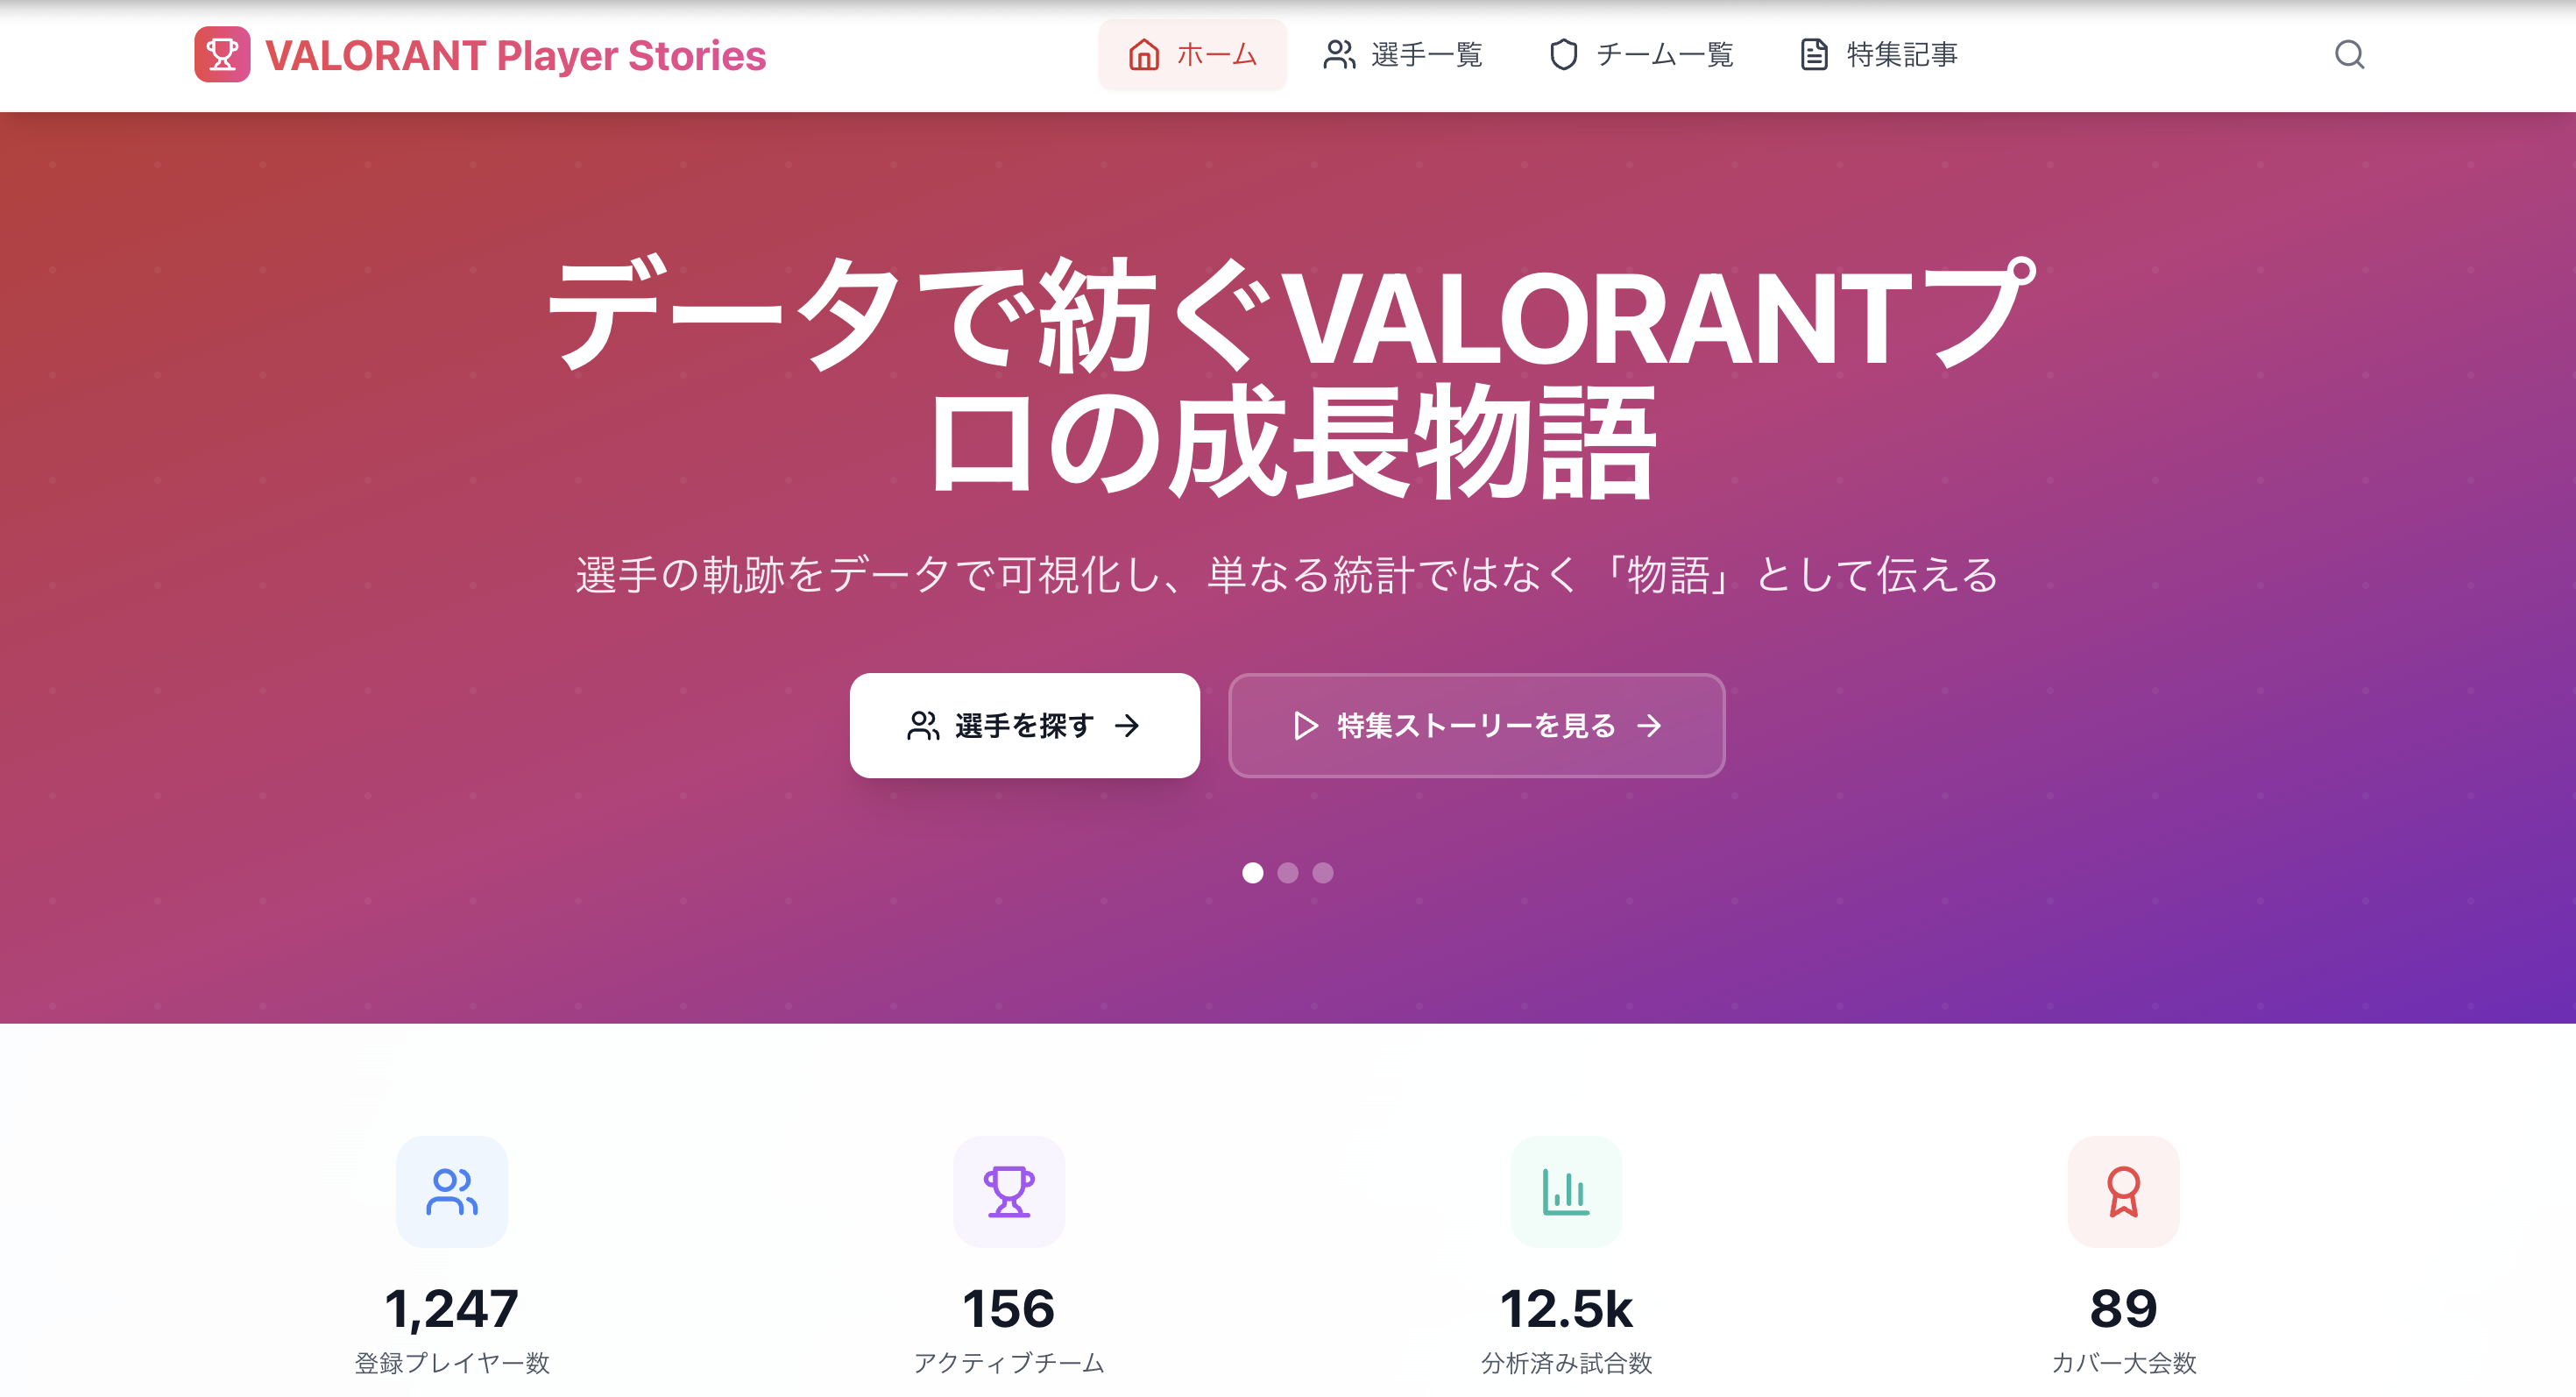 VALORANT Player Stories
ホーム
選手一覧
チーム一覧
特集記事
データで紡ぐVALORANTプ
ロの成長物語
選手の軌跡をデータで可視化し、単なる統計ではなく「物語」として伝える
選手を探す →
特集ストーリーを見る →
1,247
登録プレイヤー数
156
アクティブチーム
12.5k
分析済み試合数
89
カバー大会数